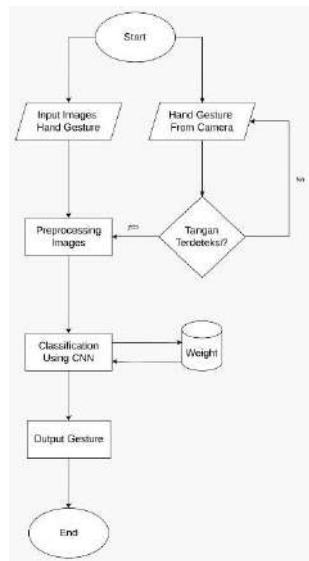 Start
Input Images
Hand Gesture
Hand Gesture
From Camera
No
Preprocessing
Images
yes
Tangan
Terdeteksi?
Classification
Using CNN
Weight
Output Gesture
End